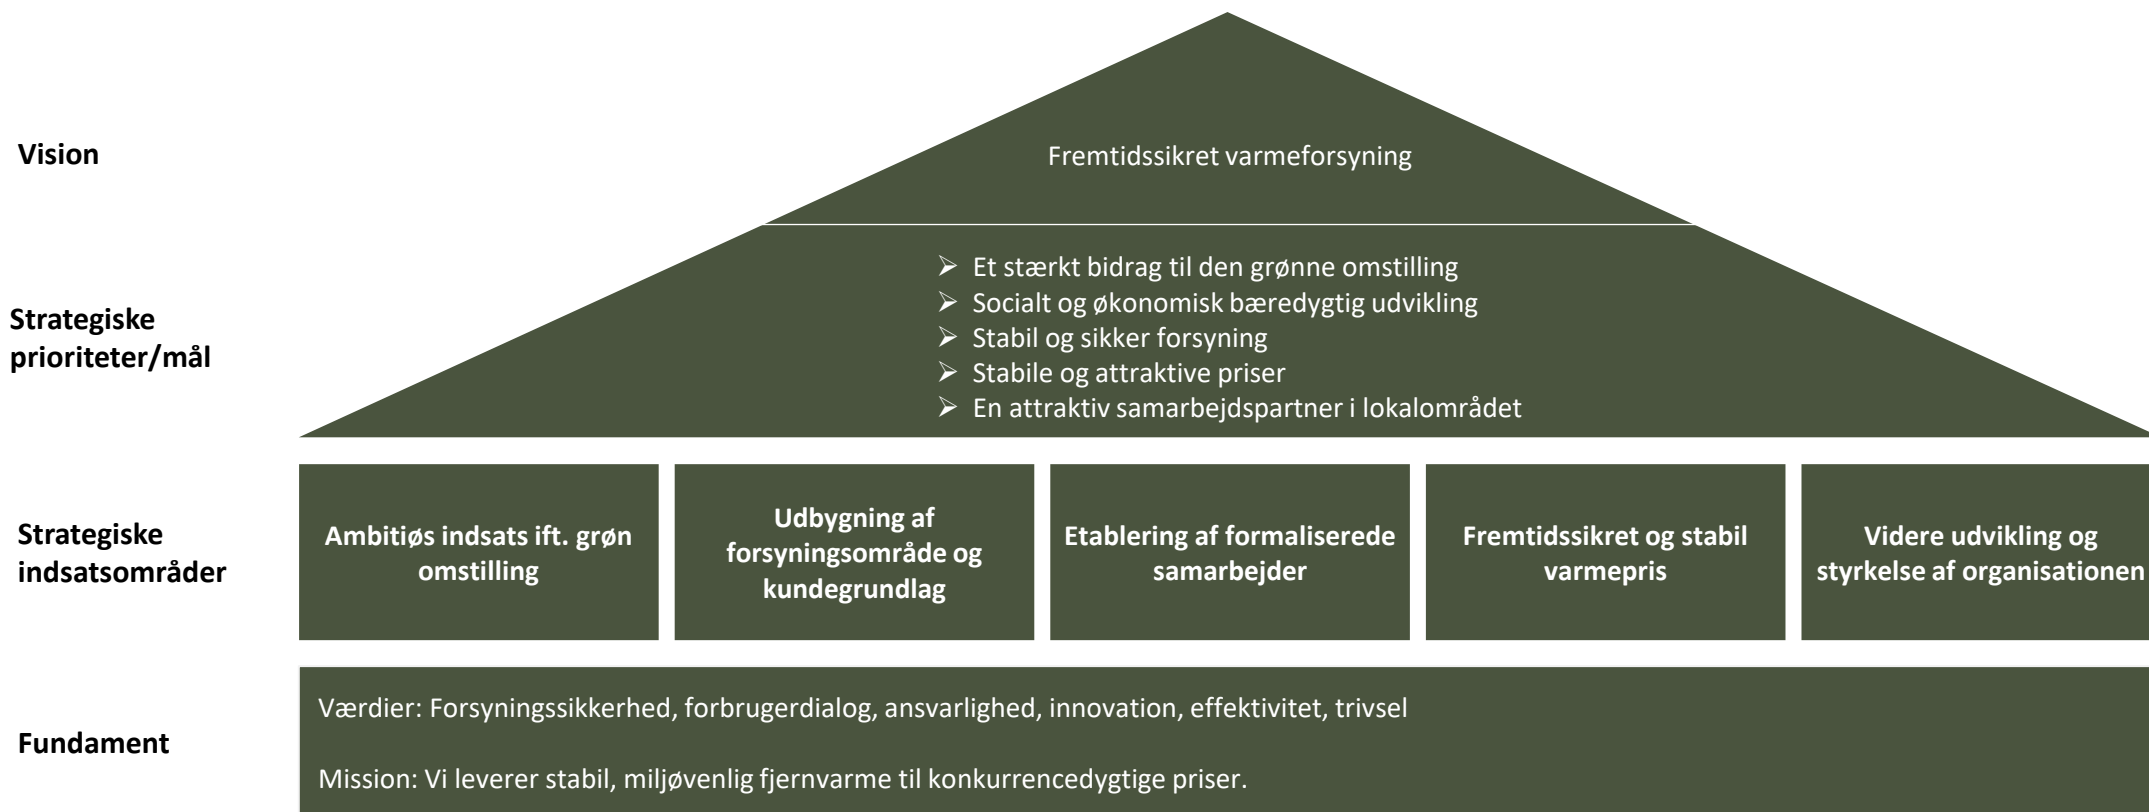 Vision
Fremtidssikret varmeforsyning
Strategiske
prioriteter/mål
➢ Et stærkt bidrag til den grønne omstilling
➢ Socialt og økonomisk bæredygtig udvikling
➢ Stabil og sikker forsyning
➢ Stabile og attraktive priser
➢ En attraktiv samarbejdspartner i lokalområdet
Strategiske
indsatsområder
Ambitiøs indsats ift. grøn
omstilling
Udbygning af
forsyningsområde og
kundegrundlag
Etablering af formaliserede
samarbejder
Fremtidssikret og stabil
varmepris
Videre udvikling og
styrkelse af organisationen
Fundament
Værdier: Forsyningssikkerhed, forbrugerdialog, ansvarlighed, innovation, effektivitet, trivsel
Mission: Vi leverer stabil, miljøvenlig fjernvarme til konkurrencedygtige priser.